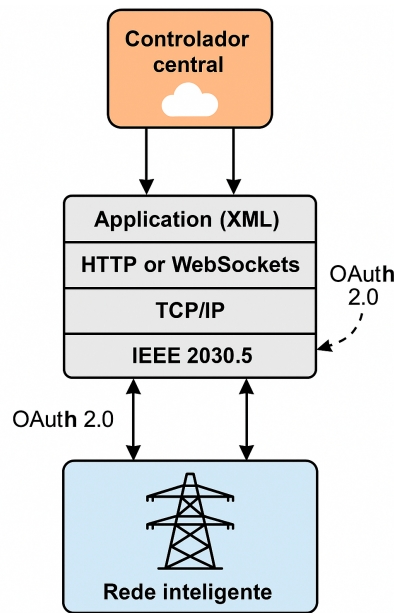 Controlador
central
Application (XML)
HTTP or WebSockets
TCP/IP
IEEE 2030.5
OAuth
2.0
OAuth 2.0
Rede inteligente